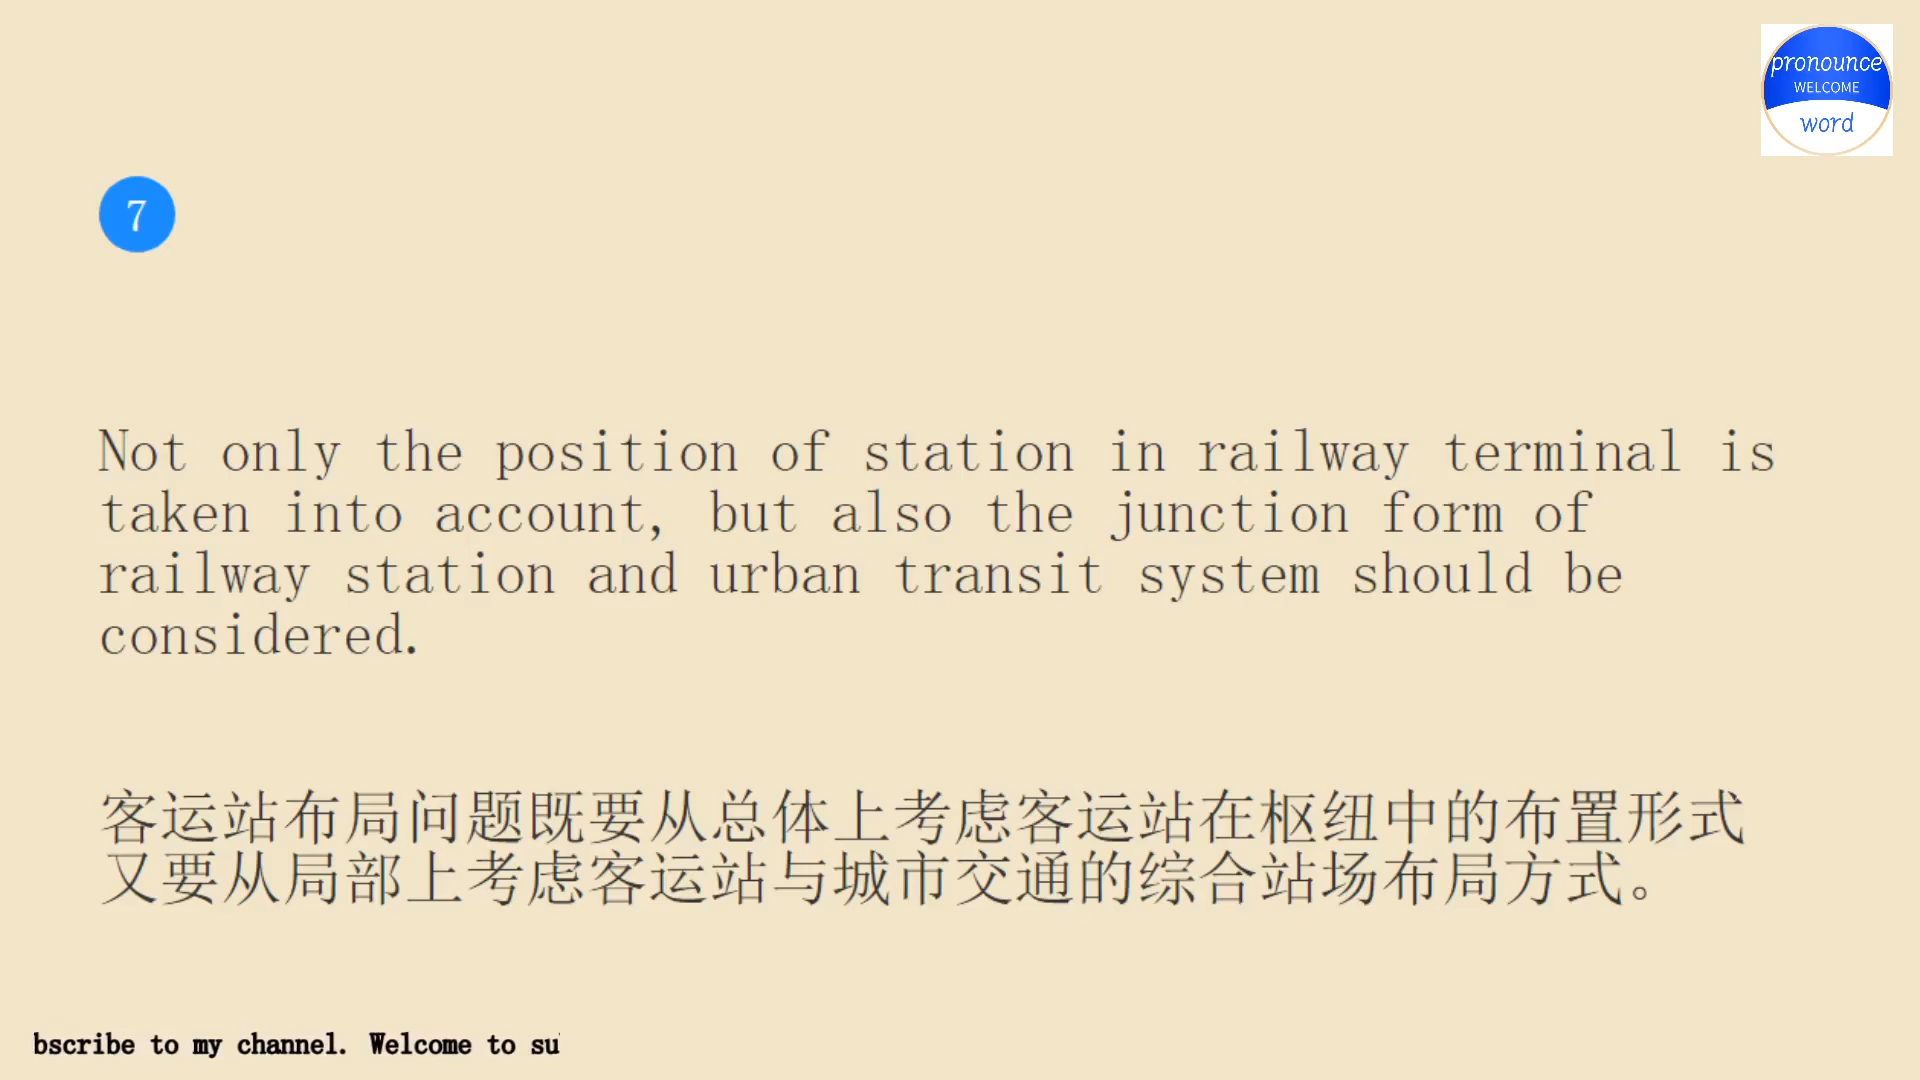 pronounce
WELCOME
word
7
Not only the position of station in railway terminal is
taken into account, but also the junction form of
railway station and urban transit system should be
considered.
客运站布局问题既要从总体上考虑客运站在枢纽中的布置形式
又要从局部上考虑客运站与城市交通的综合站场布局方式。
bscribe to my channel. Welcome to su